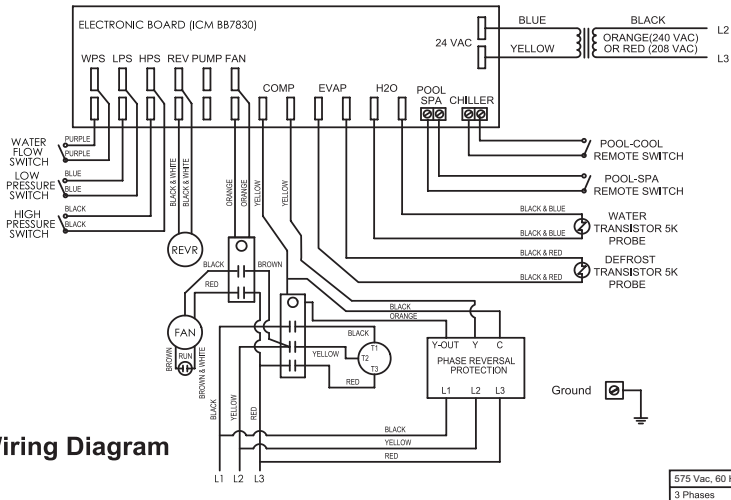 ELECTRONIC BOARD (ICM BB7830)
WPS LPS HPS REV PUMP FAN
COMP EVAP H2O
POOL
SPA
CHILLER
24 VAC
BLUE
YELLOW
BLACK
ORANGE(240 VAC)
OR RED (208 VAC)
L2
L3
WATER
FLOW
SWITCH
PURPLE
PURPLE
LOW
PRESSURE
SWITCH
BLUE
BLUE
HIGH
PRESSURE
SWITCH
BLACK
BLACK
BLACK & WHITE
BLACK & WHITE
ORANGE
ORANGE
YELLOW
YELLOW
POOL-COOL
REMOTE SWITCH
POOL-SPA
REMOTE SWITCH
BLACK & BLUE
BLACK & BLUE
WATER
TRANSISTOR 5K
PROBE
BLACK & RED
BLACK & RED
DEFROST
TRANSISTOR 5K
PROBE
REVR
BLACK
BROWN
RED
FAN
RUN
BROWN
BROWN & WHITE
BLACK
ORANGE
BLACK
YELLOW
RED
T1
T2
T3
Y-OUT Y C
PHASE REVERSAL
PROTECTION
L1 L2 L3
Ground
BLACK
YELLOW
RED
BLACK
YELLOW
RED
L1 L2 L3
Wiring Diagram
575 Vac, 60 H
3 Phases